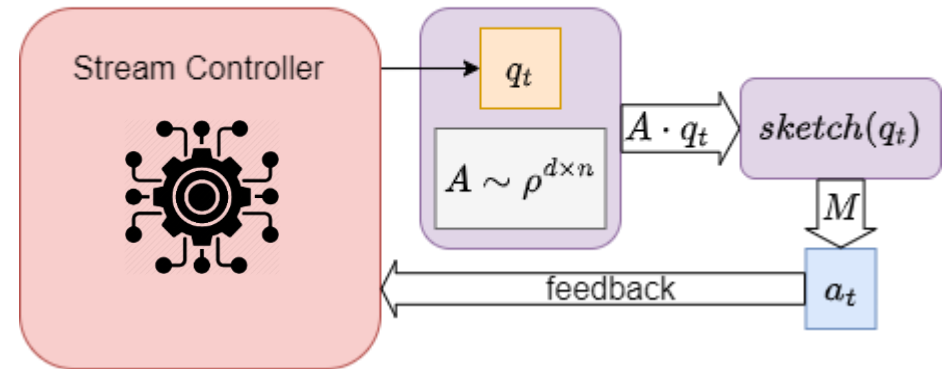 Stream Controller
q_t
A ∼ ρ^{d×n}
A · q_t
sketch(q_t)
M
a_t
feedback